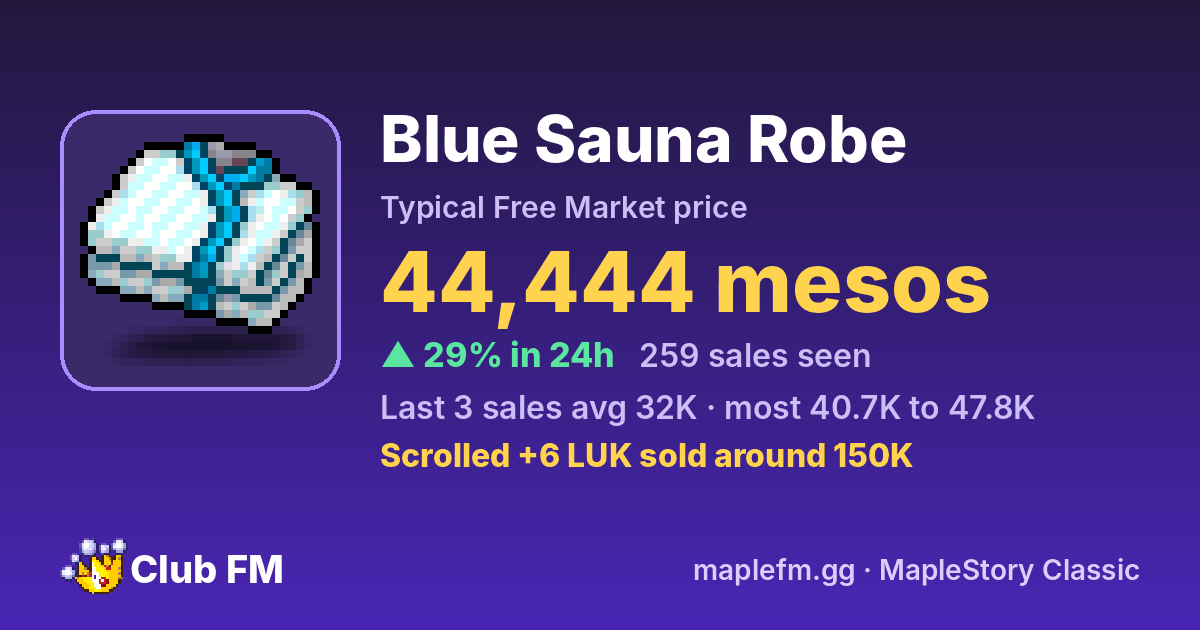 Blue Sauna Robe
Typical Free Market price
44,444 mesos
▲ 29% in 24h 259 sales seen
Last 3 sales avg 32K · most 40.7K to 47.8K
Scrolled +6 LUK sold around 150K
Club FM
maplefm.gg · MapleStory Classic